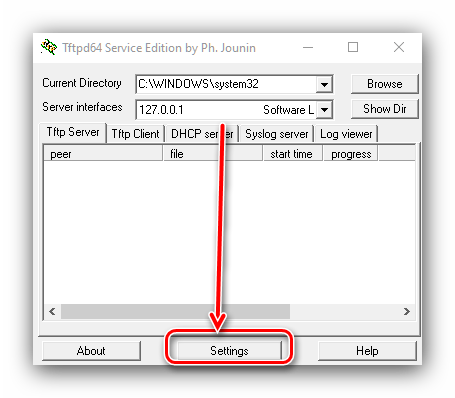 Tftpd64 Service Edition by Ph. Jounin
Current Directory C:\WINDOWS\system32 Browse
Server interfaces 127.0.0.1 Software L Show Dir
Tftp Server Tftp Client DHCP server Syslog server Log viewer
peer file start time progress
About Settings Help